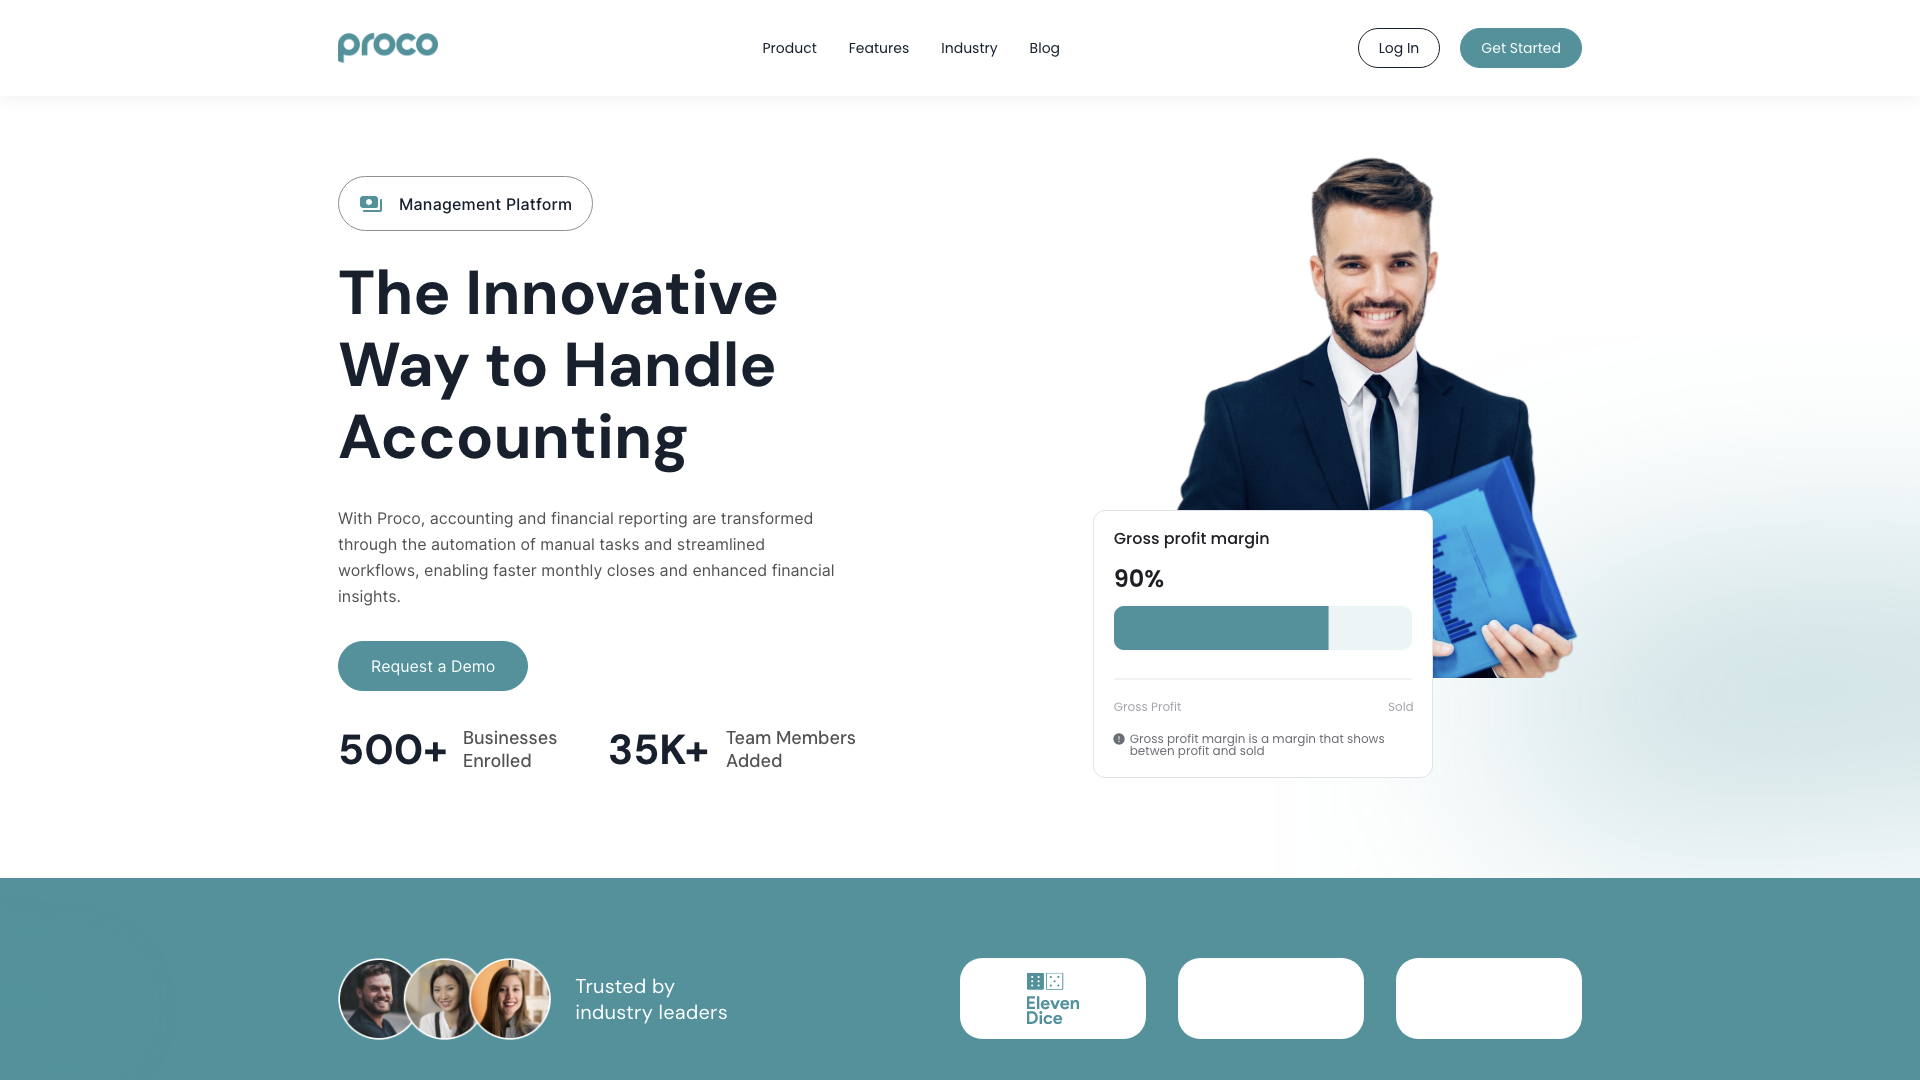 proco
Product
Features
Industry
Blog
Log In
Get Started
Management Platform
The Innovative
Way to Handle
Accounting
With Proco, accounting and financial reporting are transformed
through the automation of manual tasks and streamlined
workflows, enabling faster monthly closes and enhanced financial
insights.
Request a Demo
500+
Businesses
Enrolled
35K+
Team Members
Added
Gross profit margin
90%
Gross Profit
Sold
Gross profit margin is a margin that shows
betwen profit and sold
Trusted by
industry leaders
Eleven
Dice